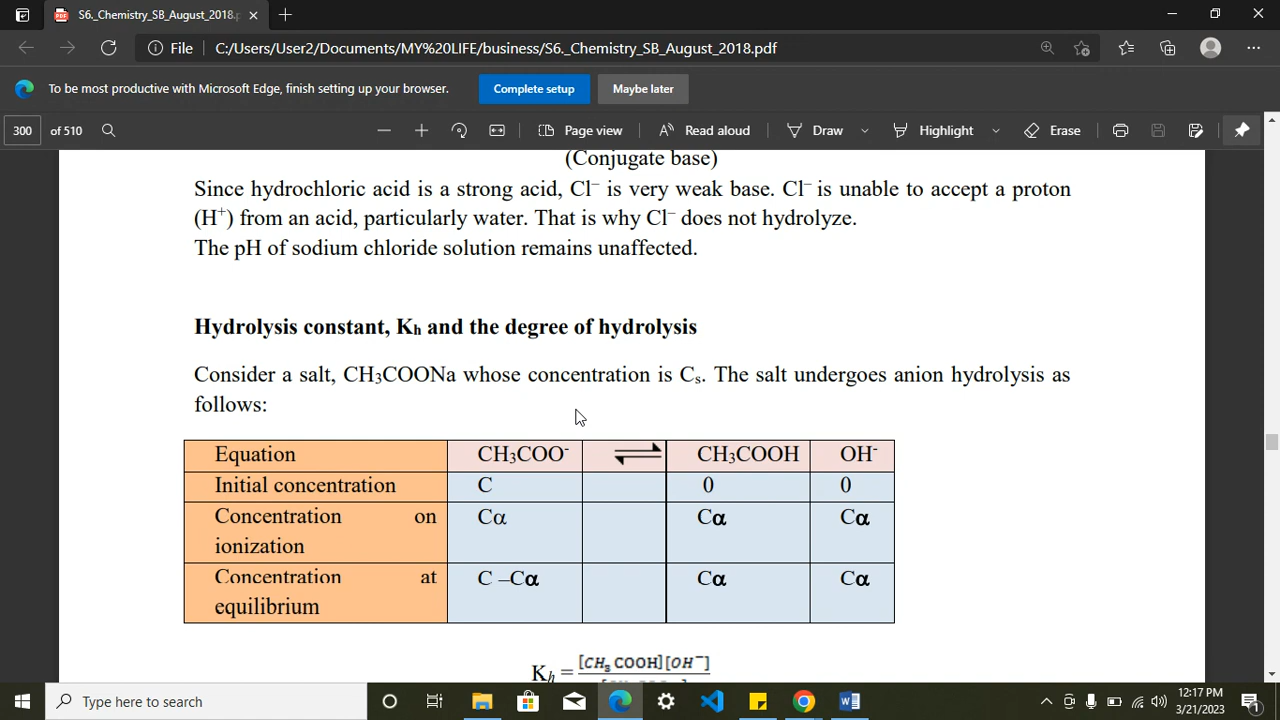 S6._Chemistry_SB_August_2018.p
File C:/Users/User2/Documents/MY%20LIFE/business/S6._Chemistry_SB_August_2018.pdf
To be most productive with Microsoft Edge, finish setting up your browser. Complete setup Maybe later
300 of 510 Page view Read aloud Draw Highlight Erase
(Conjugate base)
Since hydrochloric acid is a strong acid, Cl⁻ is very weak base. Cl⁻ is unable to accept a proton
(H⁺) from an acid, particularly water. That is why Cl⁻ does not hydrolyze.
The pH of sodium chloride solution remains unaffected.
Hydrolysis constant, Kₕ and the degree of hydrolysis
Consider a salt, CH₃COONa whose concentration is Cₛ. The salt undergoes anion hydrolysis as
follows:
Equation CH₃COO⁻ ⇌ CH₃COOH OH⁻
Initial concentration C 0 0
Concentration on Cα Cα Cα
ionization
Concentration at C –Cα Cα Cα
equilibrium
Kₕ = [CH₃ COOH][OH⁻]
Type here to search
12:17 PM
3/21/2023